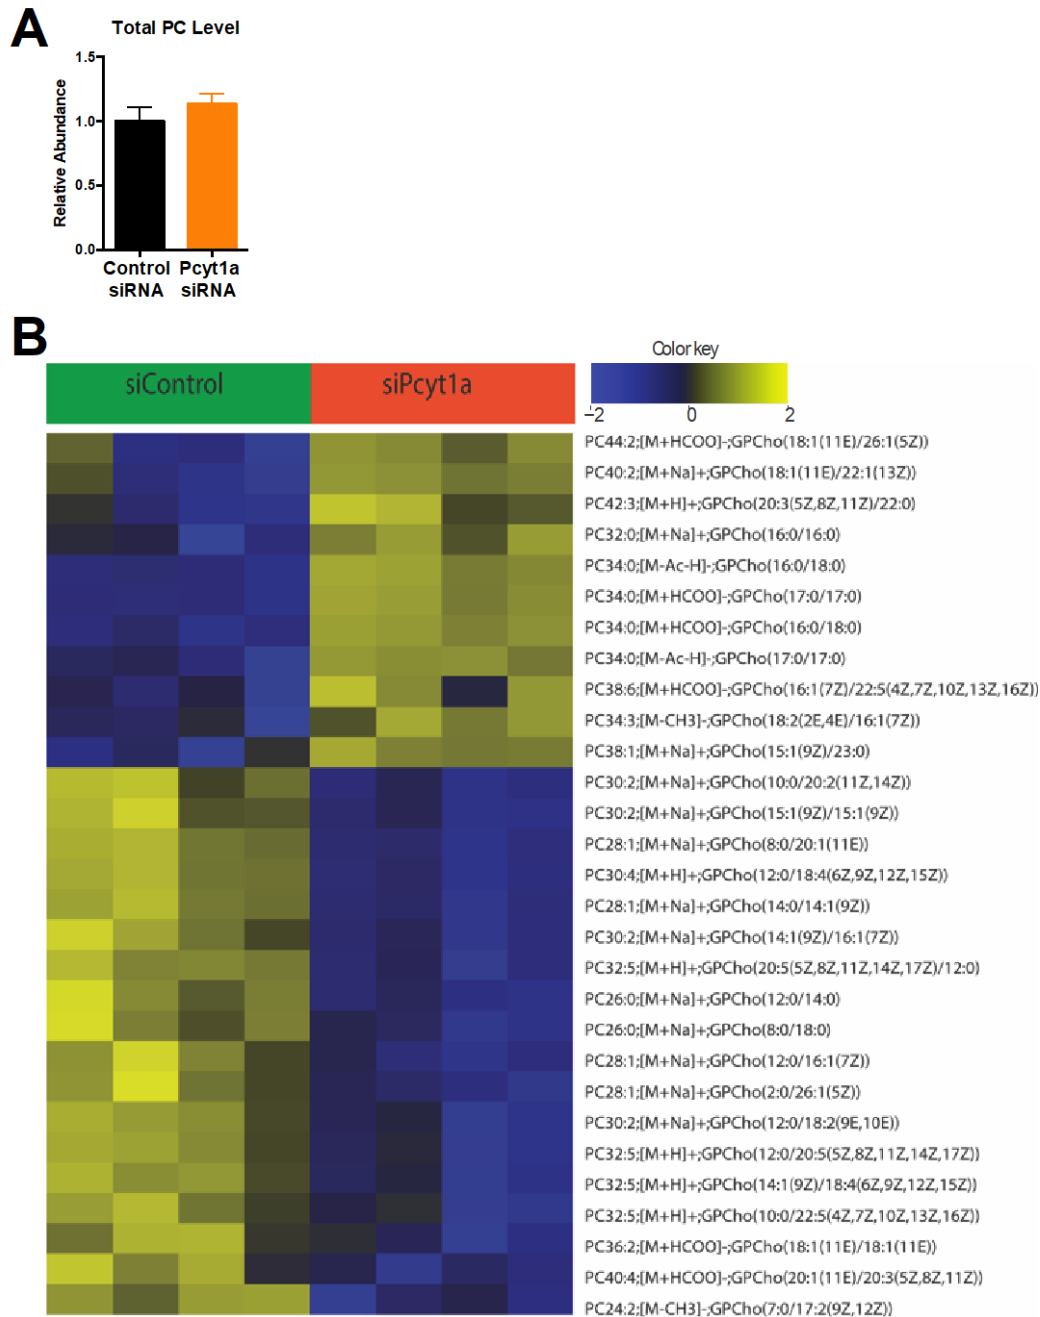 A
Total PC Level
Relative Abundance
1.5
1.0
0.5
0.0
Control Pcyt1a
siRNA siRNA
B
Color key
siControl siPcyt1a
-2 0 2
PC44:2;[M+HCOO]-;GPCho(18:1(11E)/26:1(5Z))
PC40:2;[M+Na]+;GPCho(18:1(11E)/22:1(13Z))
PC42:3;[M+H]+;GPCho(20:3(5Z,8Z,11Z)/22:0)
PC32:0;[M+Na]+;GPCho(16:0/16:0)
PC34:0;[M-Ac-H]-;GPCho(16:0/18:0)
PC34:0;[M+HCOO]-;GPCho(17:0/17:0)
PC34:0;[M+HCOO]-;GPCho(16:0/18:0)
PC34:0;[M-Ac-H]-;GPCho(17:0/17:0)
PC38:6;[M+HCOO]-;GPCho(16:1(7Z)/22:5(4Z,7Z,10Z,13Z,16Z))
PC34:3;[M-CH3]-;GPCho(18:2(2E,4E)/16:1(7Z))
PC38:1;[M+Na]+;GPCho(15:1(9Z)/23:0)
PC30:2;[M+Na]+;GPCho(10:0/20:2(11Z,14Z))
PC30:2;[M+Na]+;GPCho(15:1(9Z)/15:1(9Z))
PC28:1;[M+Na]+;GPCho(8:0/20:1(11E))
PC30:4;[M+H]+;GPCho(12:0/18:4(6Z,9Z,12Z,15Z))
PC28:1;[M+Na]+;GPCho(14:0/14:1(9Z))
PC30:2;[M+Na]+;GPCho(14:1(9Z)/16:1(7Z))
PC32:5;[M+H]+;GPCho(20:5(5Z,8Z,11Z,14Z,17Z)/12:0)
PC26:0;[M+Na]+;GPCho(12:0/14:0)
PC26:0;[M+Na]+;GPCho(8:0/18:0)
PC28:1;[M+Na]+;GPCho(12:0/16:1(7Z))
PC28:1;[M+Na]+;GPCho(2:0/26:1(5Z))
PC30:2;[M+Na]+;GPCho(12:0/18:2(9E,10E))
PC32:5;[M+H]+;GPCho(12:0/20:5(5Z,8Z,11Z,14Z,17Z))
PC32:5;[M+H]+;GPCho(14:1(9Z)/18:4(6Z,9Z,12Z,15Z))
PC32:5;[M+H]+;GPCho(10:0/22:5(4Z,7Z,10Z,13Z,16Z))
PC36:2;[M+HCOO]-;GPCho(18:1(11E)/18:1(11E))
PC40:4;[M+HCOO]-;GPCho(20:1(11E)/20:3(5Z,8Z,11Z))
PC24:2;[M-CH3]-;GPCho(7:0/17:2(9Z,12Z))